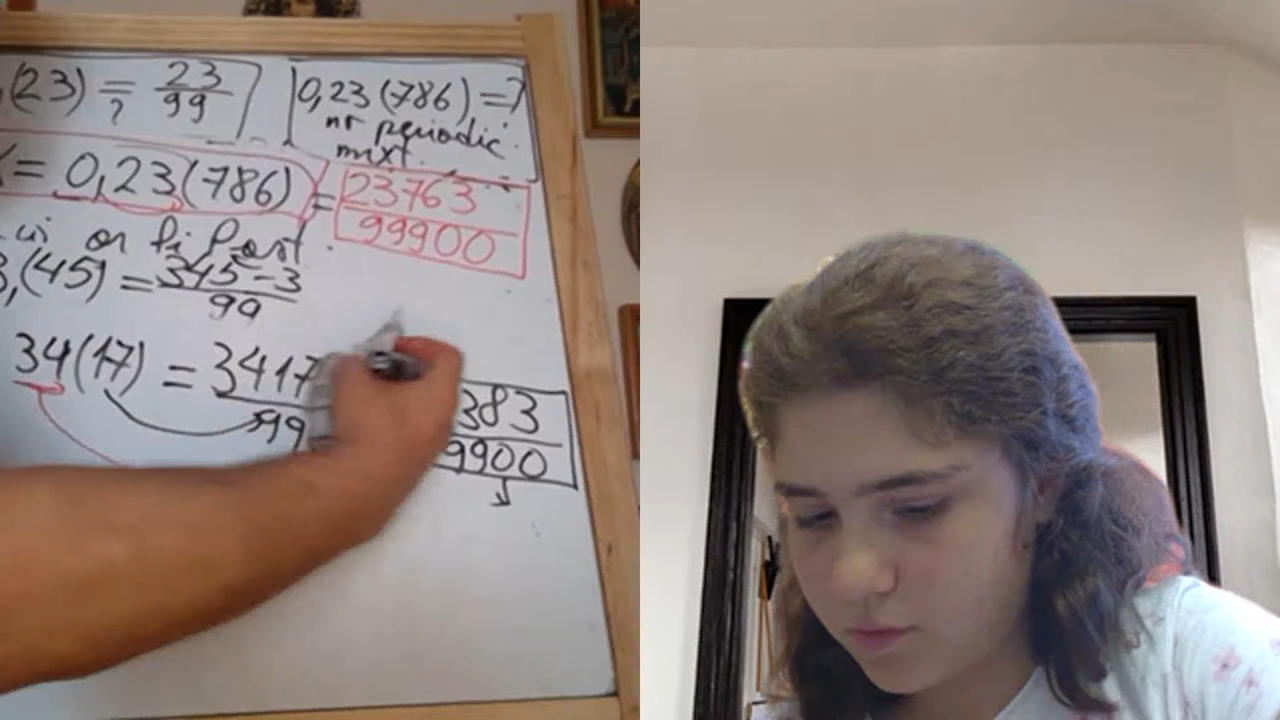 (23) = 23/99
?
0,23(786) = ?
nr periodic
mixt.
X = 0,23(786) = 23763/99900
3,(45) = 345-3/99
34(17) = 3417
99
383
9900